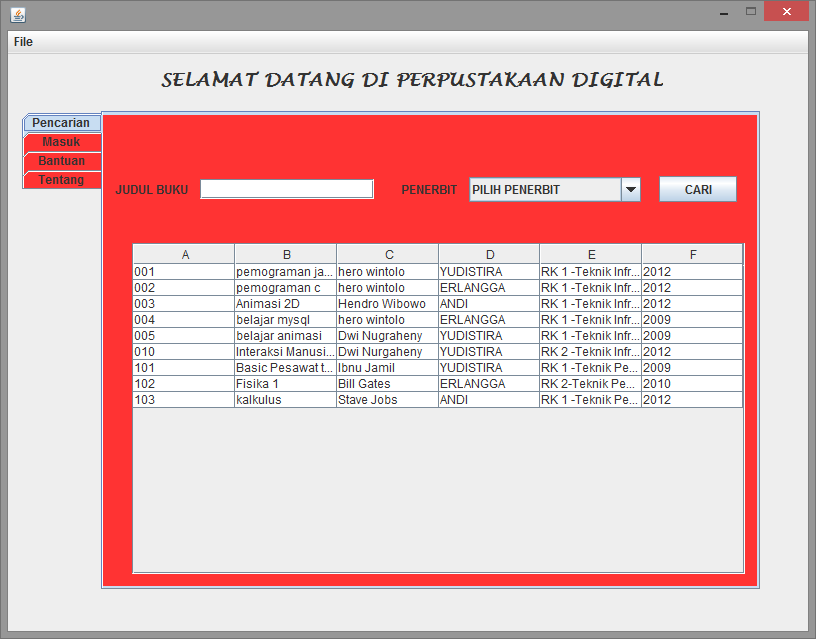 File
SELAMAT DATANG DI PERPUSTAKAAN DIGITAL
Pencarian
Masuk
Bantuan
Tentang
JUDUL BUKU PENERBIT PILIH PENERBIT CARI
A B C D E F
001 pemograman ja... hero wintolo YUDISTIRA RK 1 -Teknik Infr... 2012
002 pemograman c hero wintolo ERLANGGA RK 1 -Teknik Infr... 2012
003 Animasi 2D Hendro Wibowo ANDI RK 1 -Teknik Infr... 2012
004 belajar mysql hero wintolo ERLANGGA RK 1 -Teknik Infr... 2009
005 belajar animasi Dwi Nugraheny YUDISTIRA RK 1 -Teknik Infr... 2009
010 Interaksi Manusi... Dwi Nurgaheny YUDISTIRA RK 2 -Teknik Infr... 2012
101 Basic Pesawat t... Ibnu Jamil YUDISTIRA RK 1 -Teknik Pe... 2009
102 Fisika 1 Bill Gates ERLANGGA RK 2-Teknik Pe... 2010
103 kalkulus Stave Jobs ANDI RK 1 -Teknik Pe... 2012